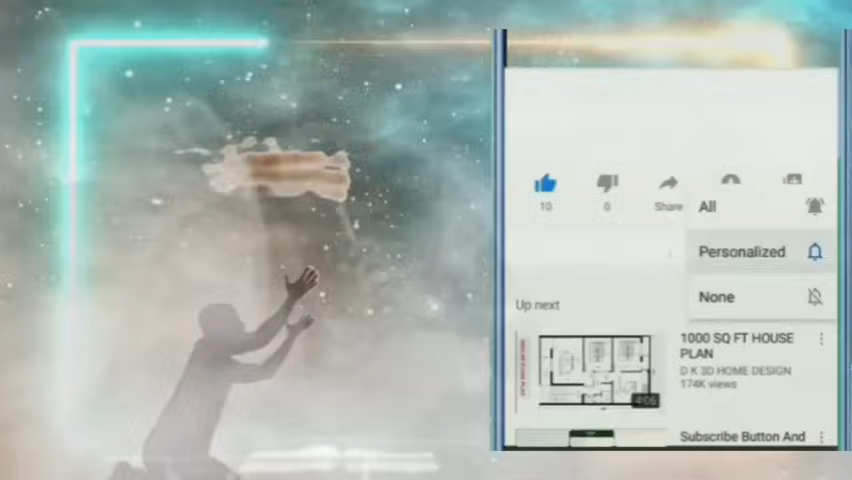 10
0
Share
All
Personalized
None
Up next
1000 SQ FT HOUSE
PLAN
D K 3D HOME DESIGN
174K views
4:06
Subscribe Button And